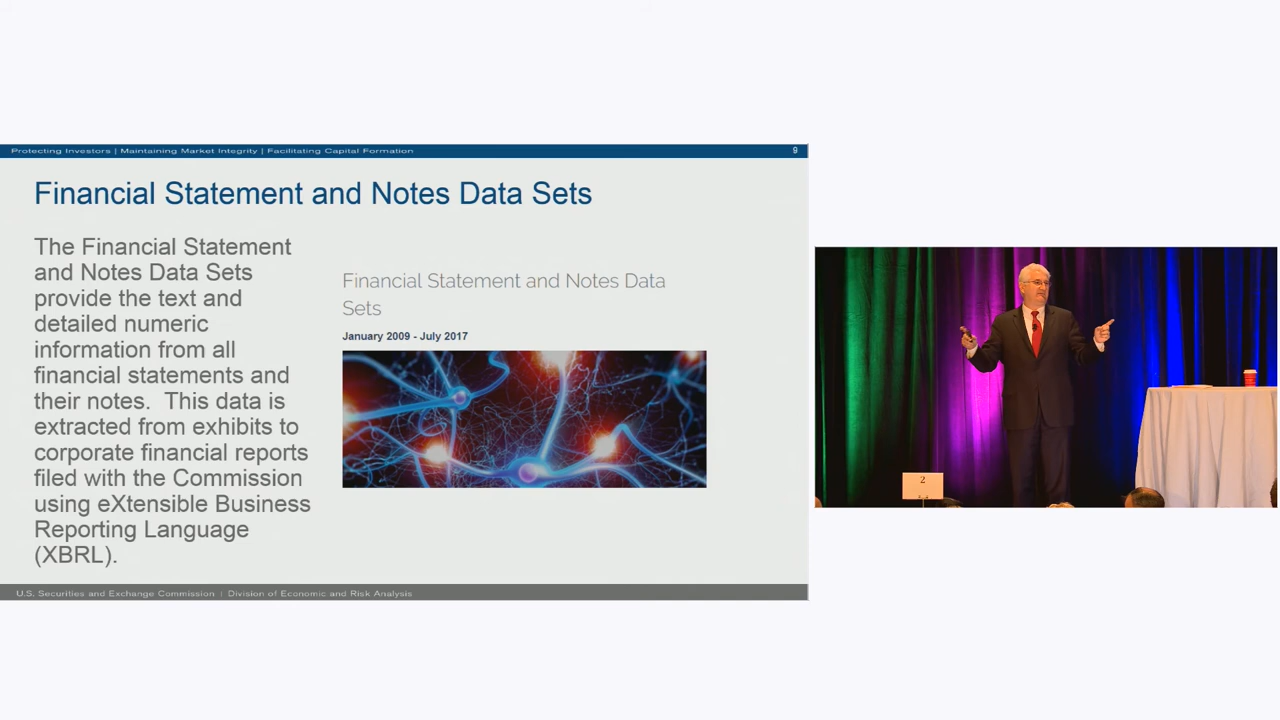 Protecting Investors | Maintaining Market Integrity | Facilitating Capital Formation
9
Financial Statement and Notes Data Sets
The Financial Statement
and Notes Data Sets
provide the text and
detailed numeric
information from all
financial statements and
their notes.  This data is
extracted from exhibits to
corporate financial reports
filed with the Commission
using eXtensible Business
Reporting Language
(XBRL).
Financial Statement and Notes Data
Sets
January 2009 - July 2017
U.S. Securities and Exchange Commission | Division of Economic and Risk Analysis
2